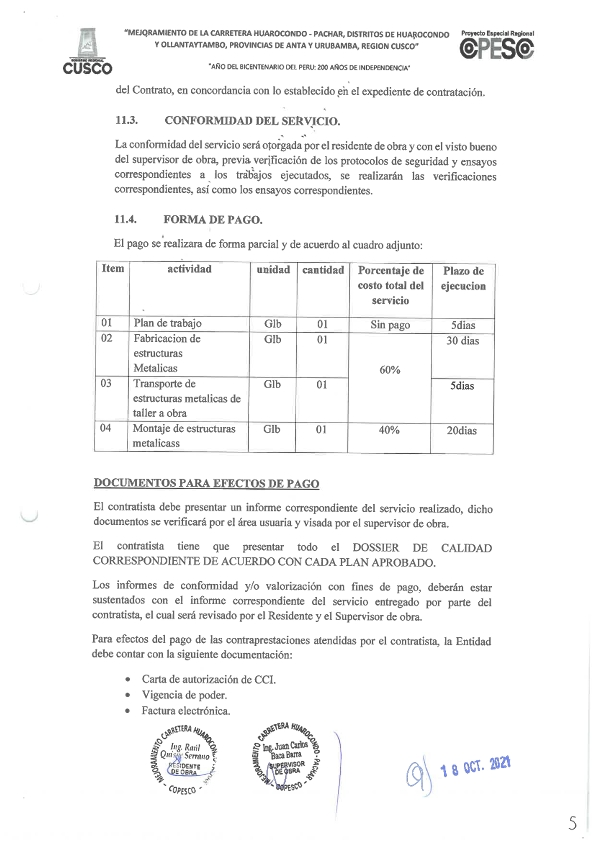 "MEJORAMIENTO DE LA CARRETERA HUAROCONDO - PACHAR, DISTRITOS DE HUAROCONDO
Y OLLANTAYTAMBO, PROVINCIAS DE ANTA Y URUBAMBA, REGION CUSCO"
"AÑO DEL BICENTENARIO DEL PERU: 200 AÑOS DE INDEPENDENCIA"
GOBIERNO REGIONAL
CUSCO
Proyecto Especial Regional
COPESCO
del Contrato, en concordancia con lo establecido en el expediente de contratación.
11.3. CONFORMIDAD DEL SERVICIO.
La conformidad del servicio será otorgada por el residente de obra y con el visto bueno
del supervisor de obra, previa verificación de los protocolos de seguridad y ensayos
correspondientes a los trabajos ejecutados, se realizarán las verificaciones
correspondientes, así como los ensayos correspondientes.
11.4. FORMA DE PAGO.
El pago se realizara de forma parcial y de acuerdo al cuadro adjunto:
Item actividad unidad cantidad Porcentaje de Plazo de
costo total del ejecucion
servicio
01 Plan de trabajo Glb 01 Sin pago 5dias
02 Fabricacion de Glb 01 30 dias
estructuras
Metalicas 60%
03 Transporte de Glb 01 5dias
estructuras metalicas de
taller a obra
04 Montaje de estructuras Glb 01 40% 20dias
metalicass
DOCUMENTOS PARA EFECTOS DE PAGO
El contratista debe presentar un informe correspondiente del servicio realizado, dicho
documentos se verificará por el área usuaria y visada por el supervisor de obra.
El contratista tiene que presentar todo el DOSSIER DE CALIDAD
CORRESPONDIENTE DE ACUERDO CON CADA PLAN APROBADO.
Los informes de conformidad y/o valorización con fines de pago, deberán estar
sustentados con el informe correspondiente del servicio entregado por parte del
contratista, el cual será revisado por el Residente y el Supervisor de obra.
Para efectos del pago de las contraprestaciones atendidas por el contratista, la Entidad
debe contar con la siguiente documentación:
• Carta de autorización de CCI.
• Vigencia de poder.
• Factura electrónica.
MEJORAMIENTO CARRETERA HUAROCONDO
Ing. Raúl
Quispe Serrano
RESIDENTE
DE OBRA
- COPESCO -
MEJORAMIENTO CARRETERA HUAROCONDO-PACHAR
Ing. Juan Carlos
Baca Barra
SUPERVISOR
DE OBRA
COPESCO
18 OCT. 2021
5